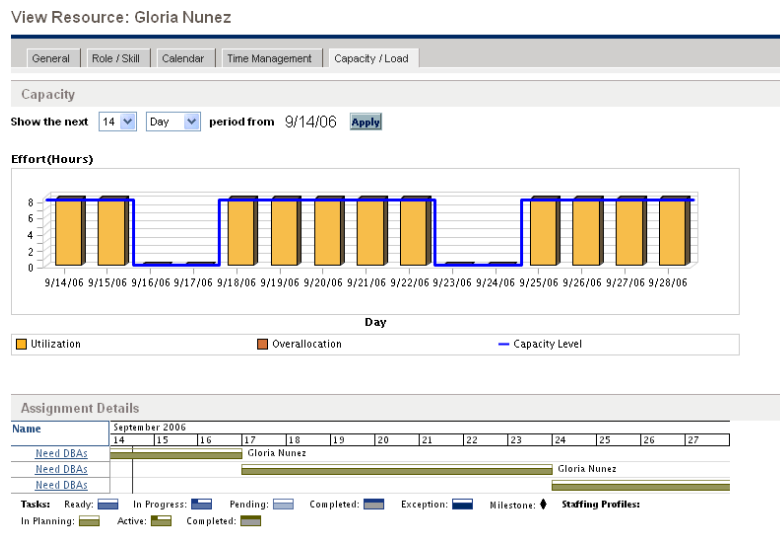 View Resource: Gloria Nunez
General Role / Skill Calendar Time Management Capacity / Load
Capacity
Show the next 14 Day period from 9/14/06 Apply
Effort(Hours)
8
6
4
2
0
9/14/06 9/15/06 9/16/06 9/17/06 9/18/06 9/19/06 9/20/06 9/21/06 9/22/06 9/23/06 9/24/06 9/25/06 9/26/06 9/27/06 9/28/06
Day
Utilization Overallocation Capacity Level
Assignment Details
Name September 2006
14 15 16 17 18 19 20 21 22 23 24 25 26 27
Need DBAs Gloria Nunez
Need DBAs Gloria Nunez
Need DBAs
Tasks: Ready: In Progress: Pending: Completed: Exception: Milestone: Staffing Profiles:
In Planning: Active: Completed: